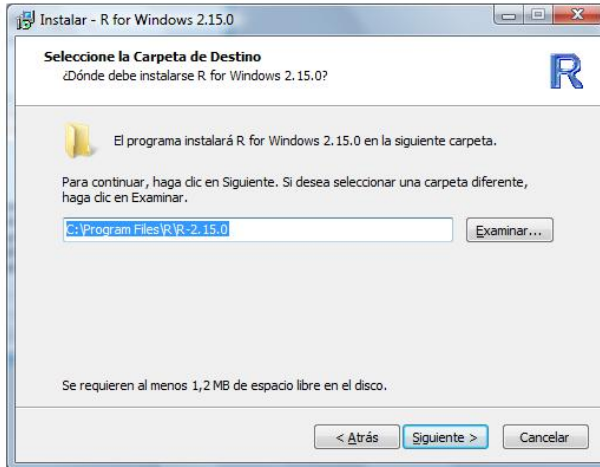 Instalar - R for Windows 2.15.0
Seleccione la Carpeta de Destino
¿Dónde debe instalarse R for Windows 2.15.0?
R
El programa instalará R for Windows 2.15.0 en la siguiente carpeta.
Para continuar, haga clic en Siguiente. Si desea seleccionar una carpeta diferente,
haga clic en Examinar.
C:\Program Files\R\R-2.15.0
Examinar...
Se requieren al menos 1,2 MB de espacio libre en el disco.
< Atrás
Siguiente >
Cancelar